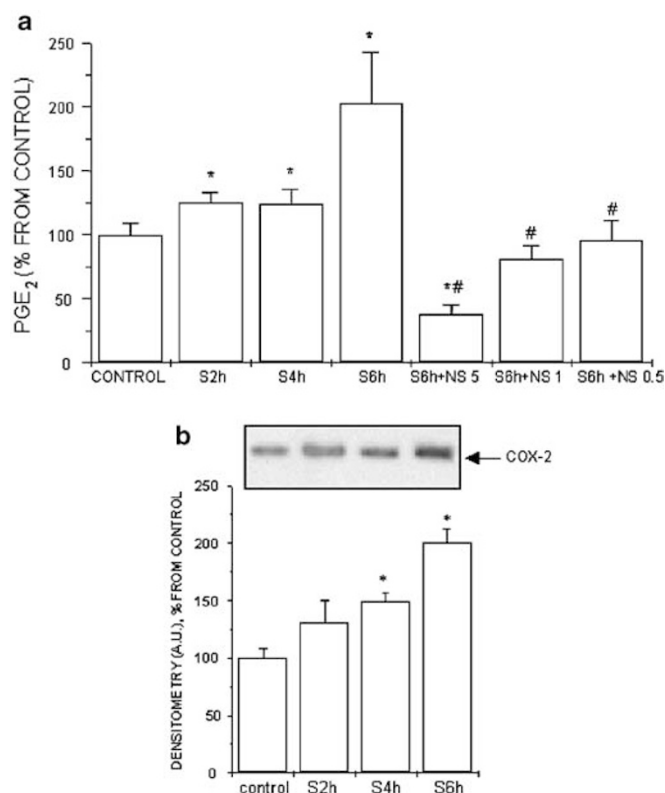 a
250
*
200
150
*
*
#
#
100
*#
50
0
PGE2 (% FROM CONTROL)
CONTROL S2h S4h S6h S6h+NS 5 S6h+NS 1 S6h +NS 0.5
b
COX-2
250
*
200
*
150
100
50
0
DENSITOMETRY (A.U.), % FROM CONTROL
control S2h S4h S6h